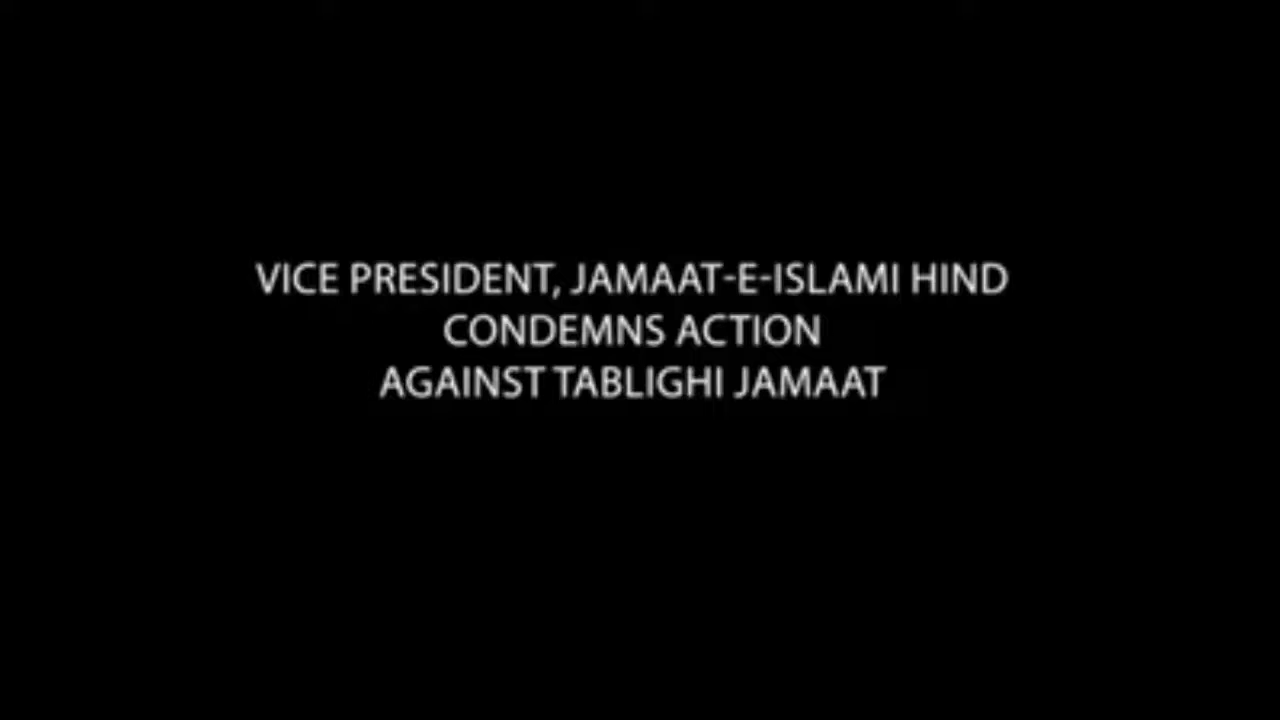 VICE PRESIDENT, JAMAAT-E-ISLAMI HIND
CONDEMNS ACTION
AGAINST TABLIGHI JAMAAT